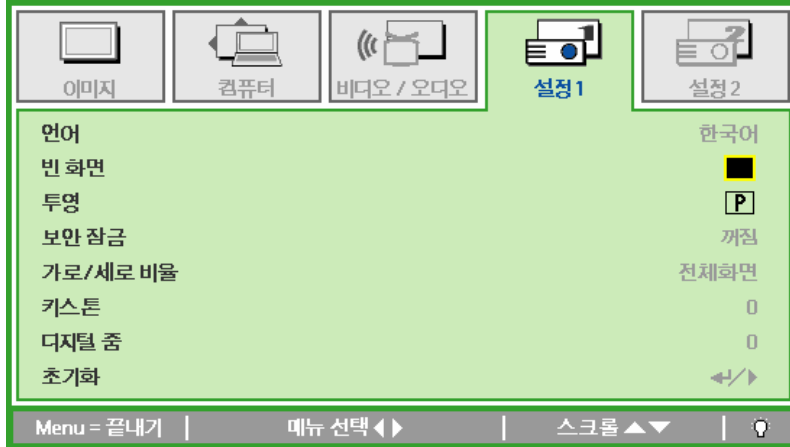 이미지 컴퓨터 비디오 / 오디오 설정 1 설정 2
언어 한국어
빈 화면
투영 P
보안 잠금 꺼짐
가로/세로 비율 전체화면
키스톤 0
디지털 줌 0
초기화 /
Menu = 끝내기 메뉴 선택 스크롤